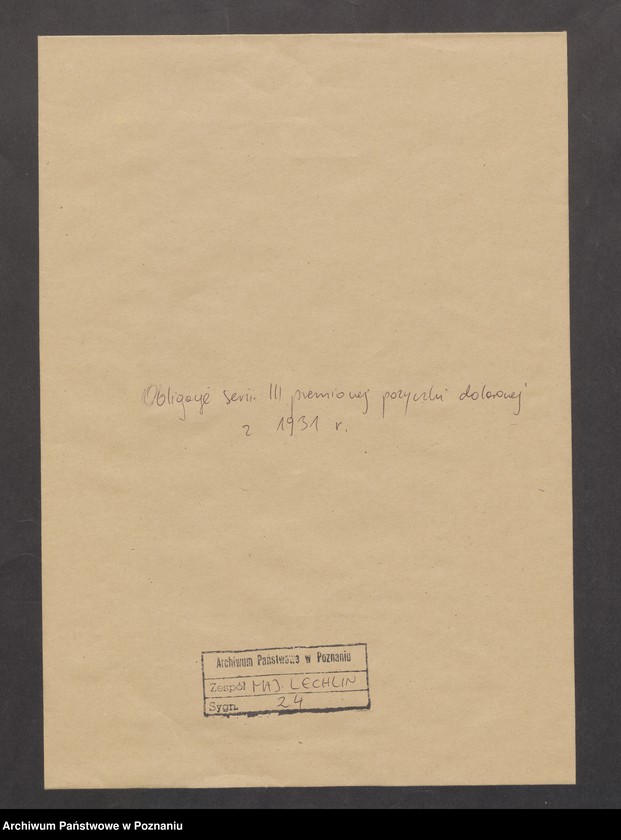 Obligacje serii III premiowej pożyczki dolarowej
z 1931 r.
Archiwum Państwowe w Poznaniu
Zespół MAJ. LECHLIN
Sygn. 24
Archiwum Państwowe w Poznaniu